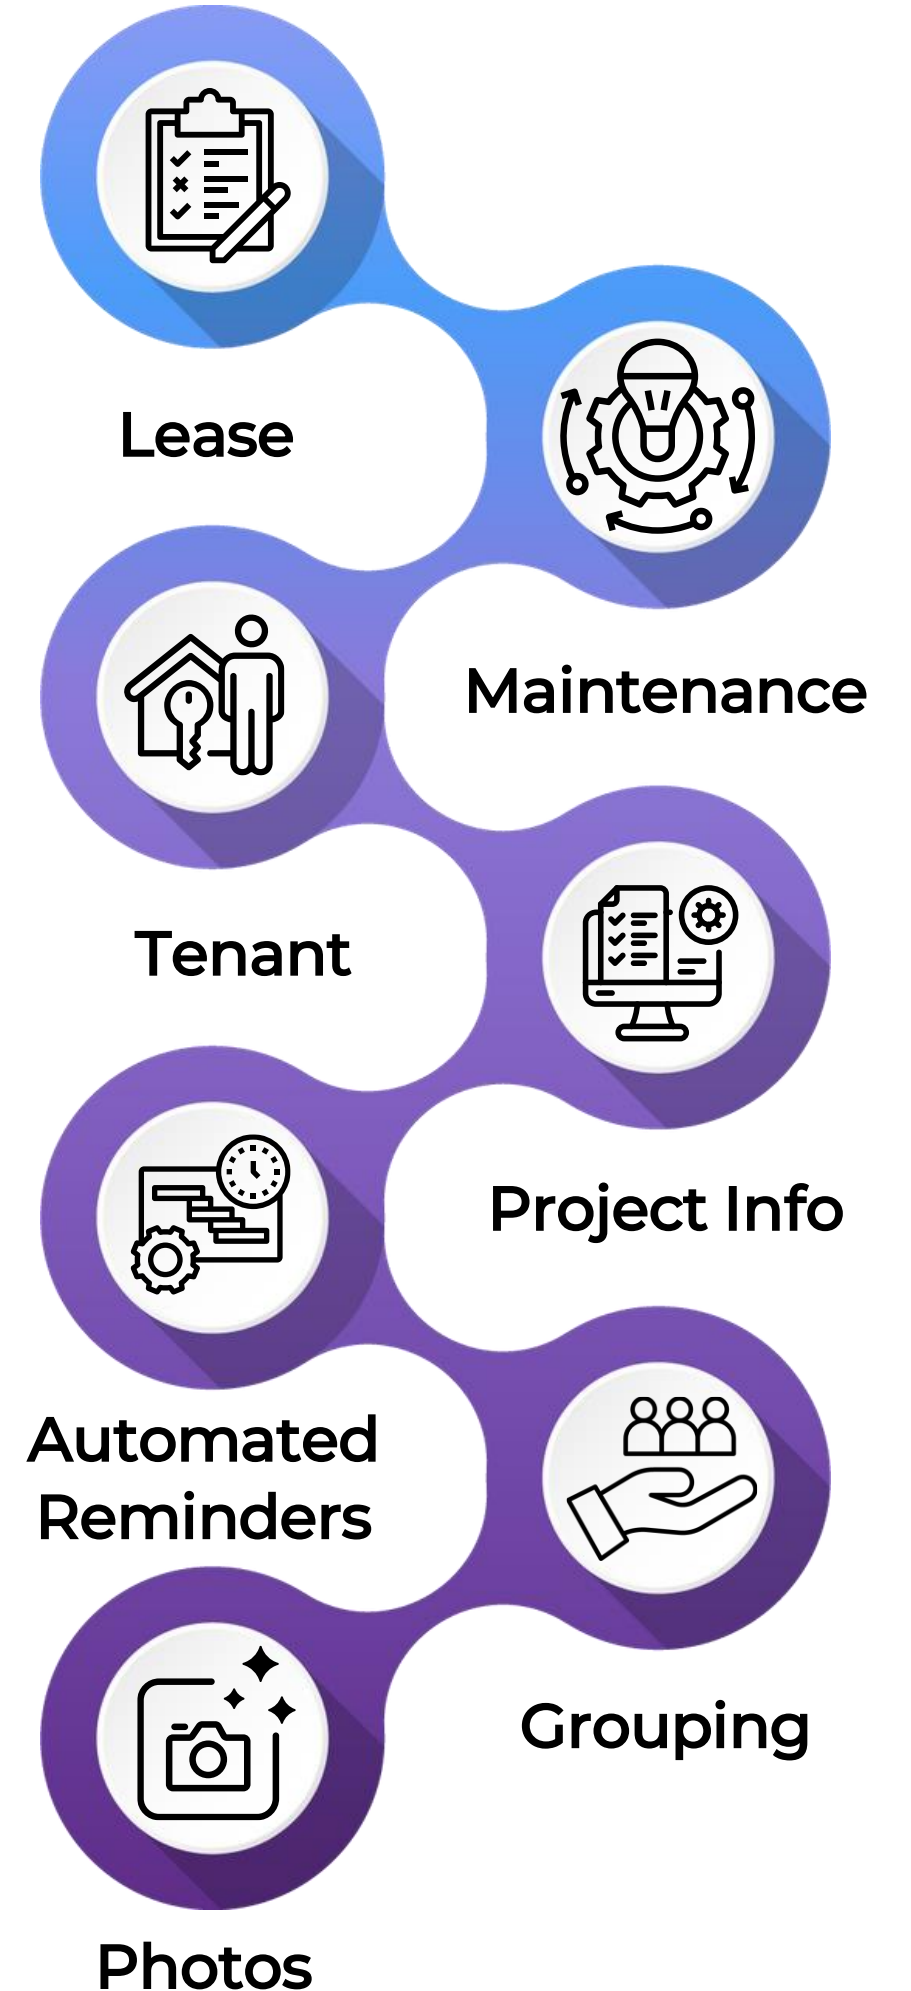 Lease
Maintenance
Tenant
Project Info
Automated
Reminders
Grouping
Photos